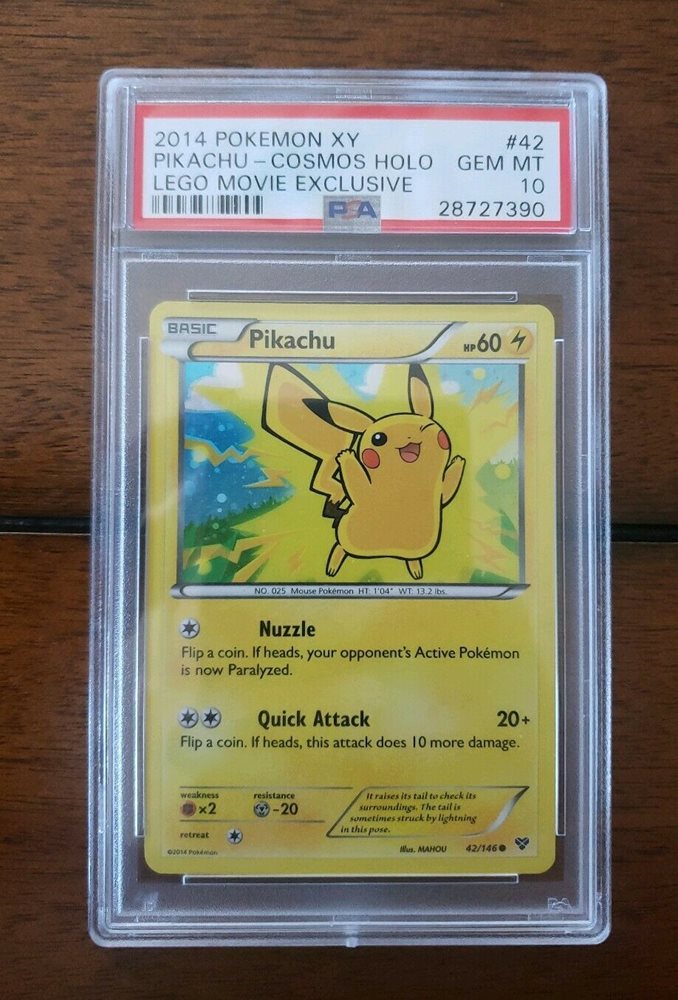 2014 POKEMON XY #42
PIKACHU - COSMOS HOLO GEM MT
LEGO MOVIE EXCLUSIVE 10
PSA 28727390
BASIC Pikachu HP60
NO. 025 Mouse Pokémon HT: 1'04" WT: 13.2 lbs.
Nuzzle
Flip a coin. If heads, your opponent's Active Pokémon
is now Paralyzed.
Quick Attack 20+
Flip a coin. If heads, this attack does 10 more damage.
weakness resistance
×2 -20
retreat
It raises its tail to check its
surroundings. The tail is
sometimes struck by lightning
in this pose.
©2014 Pokémon Illus. MAHOU 42/146